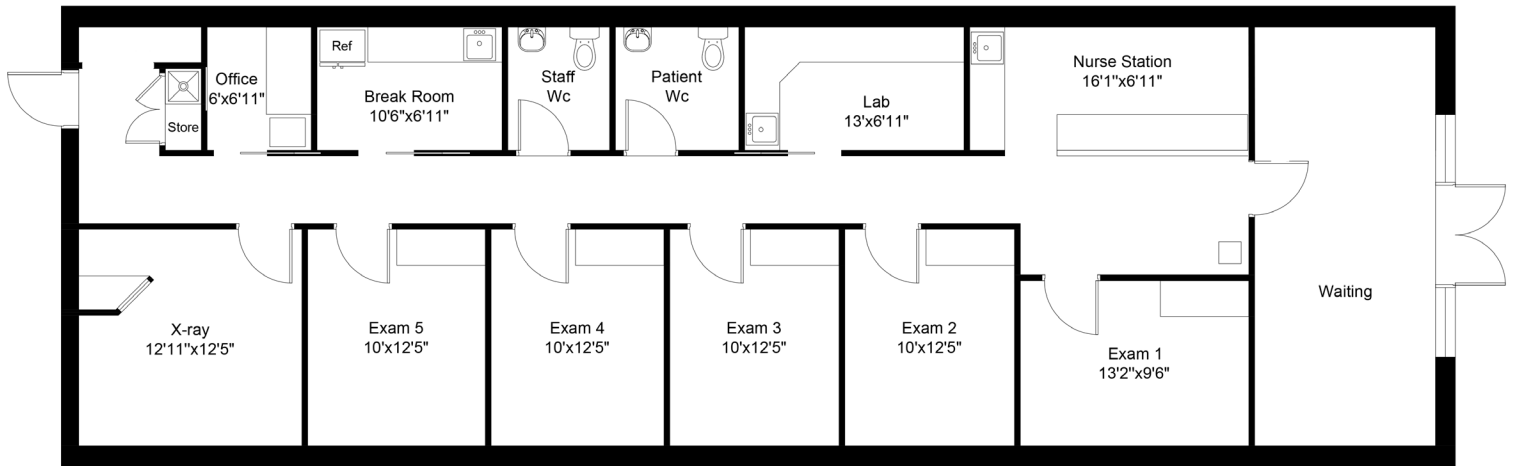 Ref
Office
6'x6'11"
Break Room
10'6"x6'11"
Staff
Wc
Patient
Wc
Lab
13'x6'11"
Nurse Station
16'1"x6'11"
Store
X-ray
12'11"x12'5"
Exam 5
10'x12'5"
Exam 4
10'x12'5"
Exam 3
10'x12'5"
Exam 2
10'x12'5"
Exam 1
13'2"x9'6"
Waiting